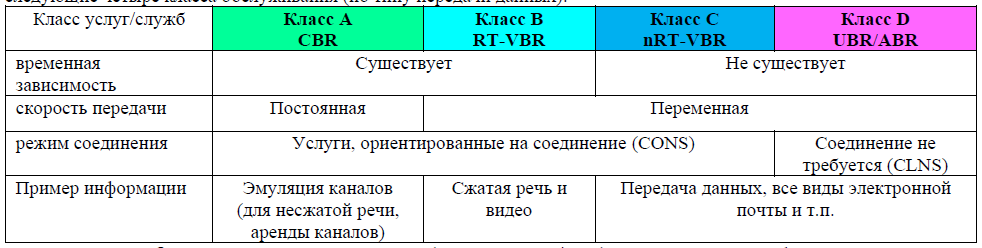 Класс услуг/служб Класс A Класс B Класс C Класс D
CBR RT-VBR nRT-VBR UBR/ABR
временная Существует Не существует
зависимость
скорость передачи Постоянная Переменная
режим соединения Услуги, ориентированные на соединение (CONS) Соединение не
требуется (CLNS)
Пример информации Эмуляция каналов Сжатая речь и Передача данных, все виды электронной
(для несжатой речи, видео почты и т.п.
аренды каналов)